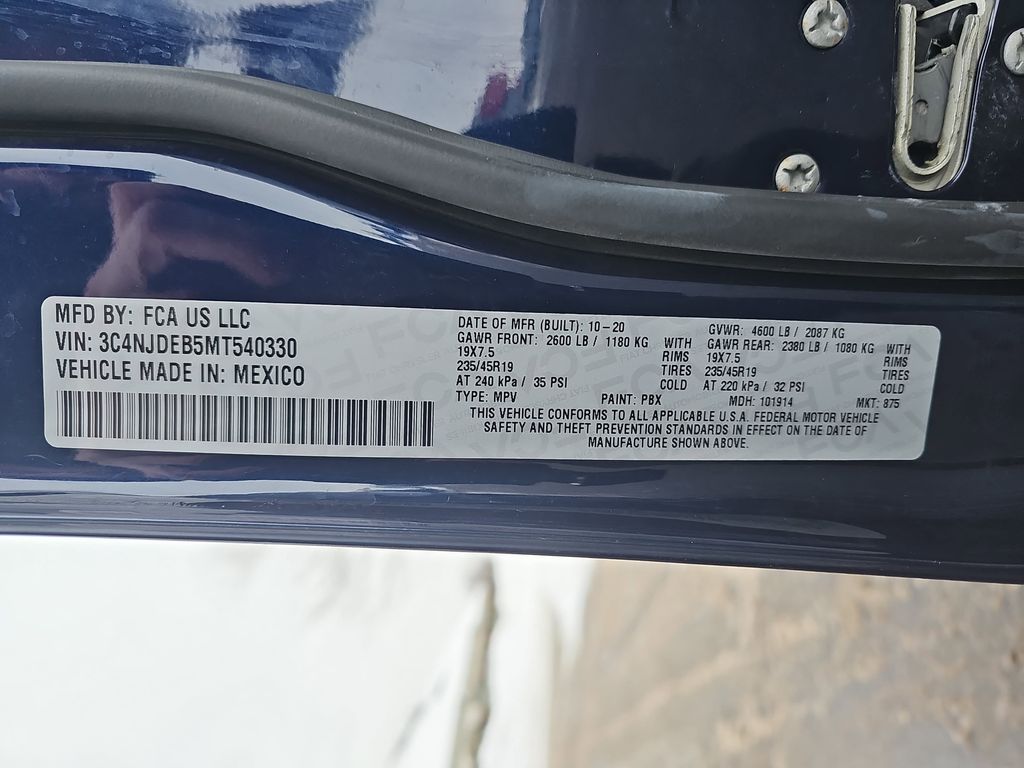 MFD BY: FCA US LLC
VIN: 3C4NJDEB5MT540330
VEHICLE MADE IN: MEXICO
DATE OF MFR (BUILT): 10-20
GAWR FRONT: 2600 LB / 1180 KG WITH
19X7.5 RIMS
235/45R19 TIRES
AT 240 kPa / 35 PSI COLD
GVWR: 4600 LB / 2087 KG
GAWR REAR: 2380 LB / 1080 KG WITH
19X7.5 RIMS
235/45R19 TIRES
AT 220 kPa / 32 PSI COLD
TYPE: MPV PAINT: PBX MDH: 101914 MKT: 875
THIS VEHICLE CONFORMS TO ALL APPLICABLE U.S.A. FEDERAL MOTOR VEHICLE
SAFETY AND THEFT PREVENTION STANDARDS IN EFFECT ON THE DATE OF
MANUFACTURE SHOWN ABOVE.